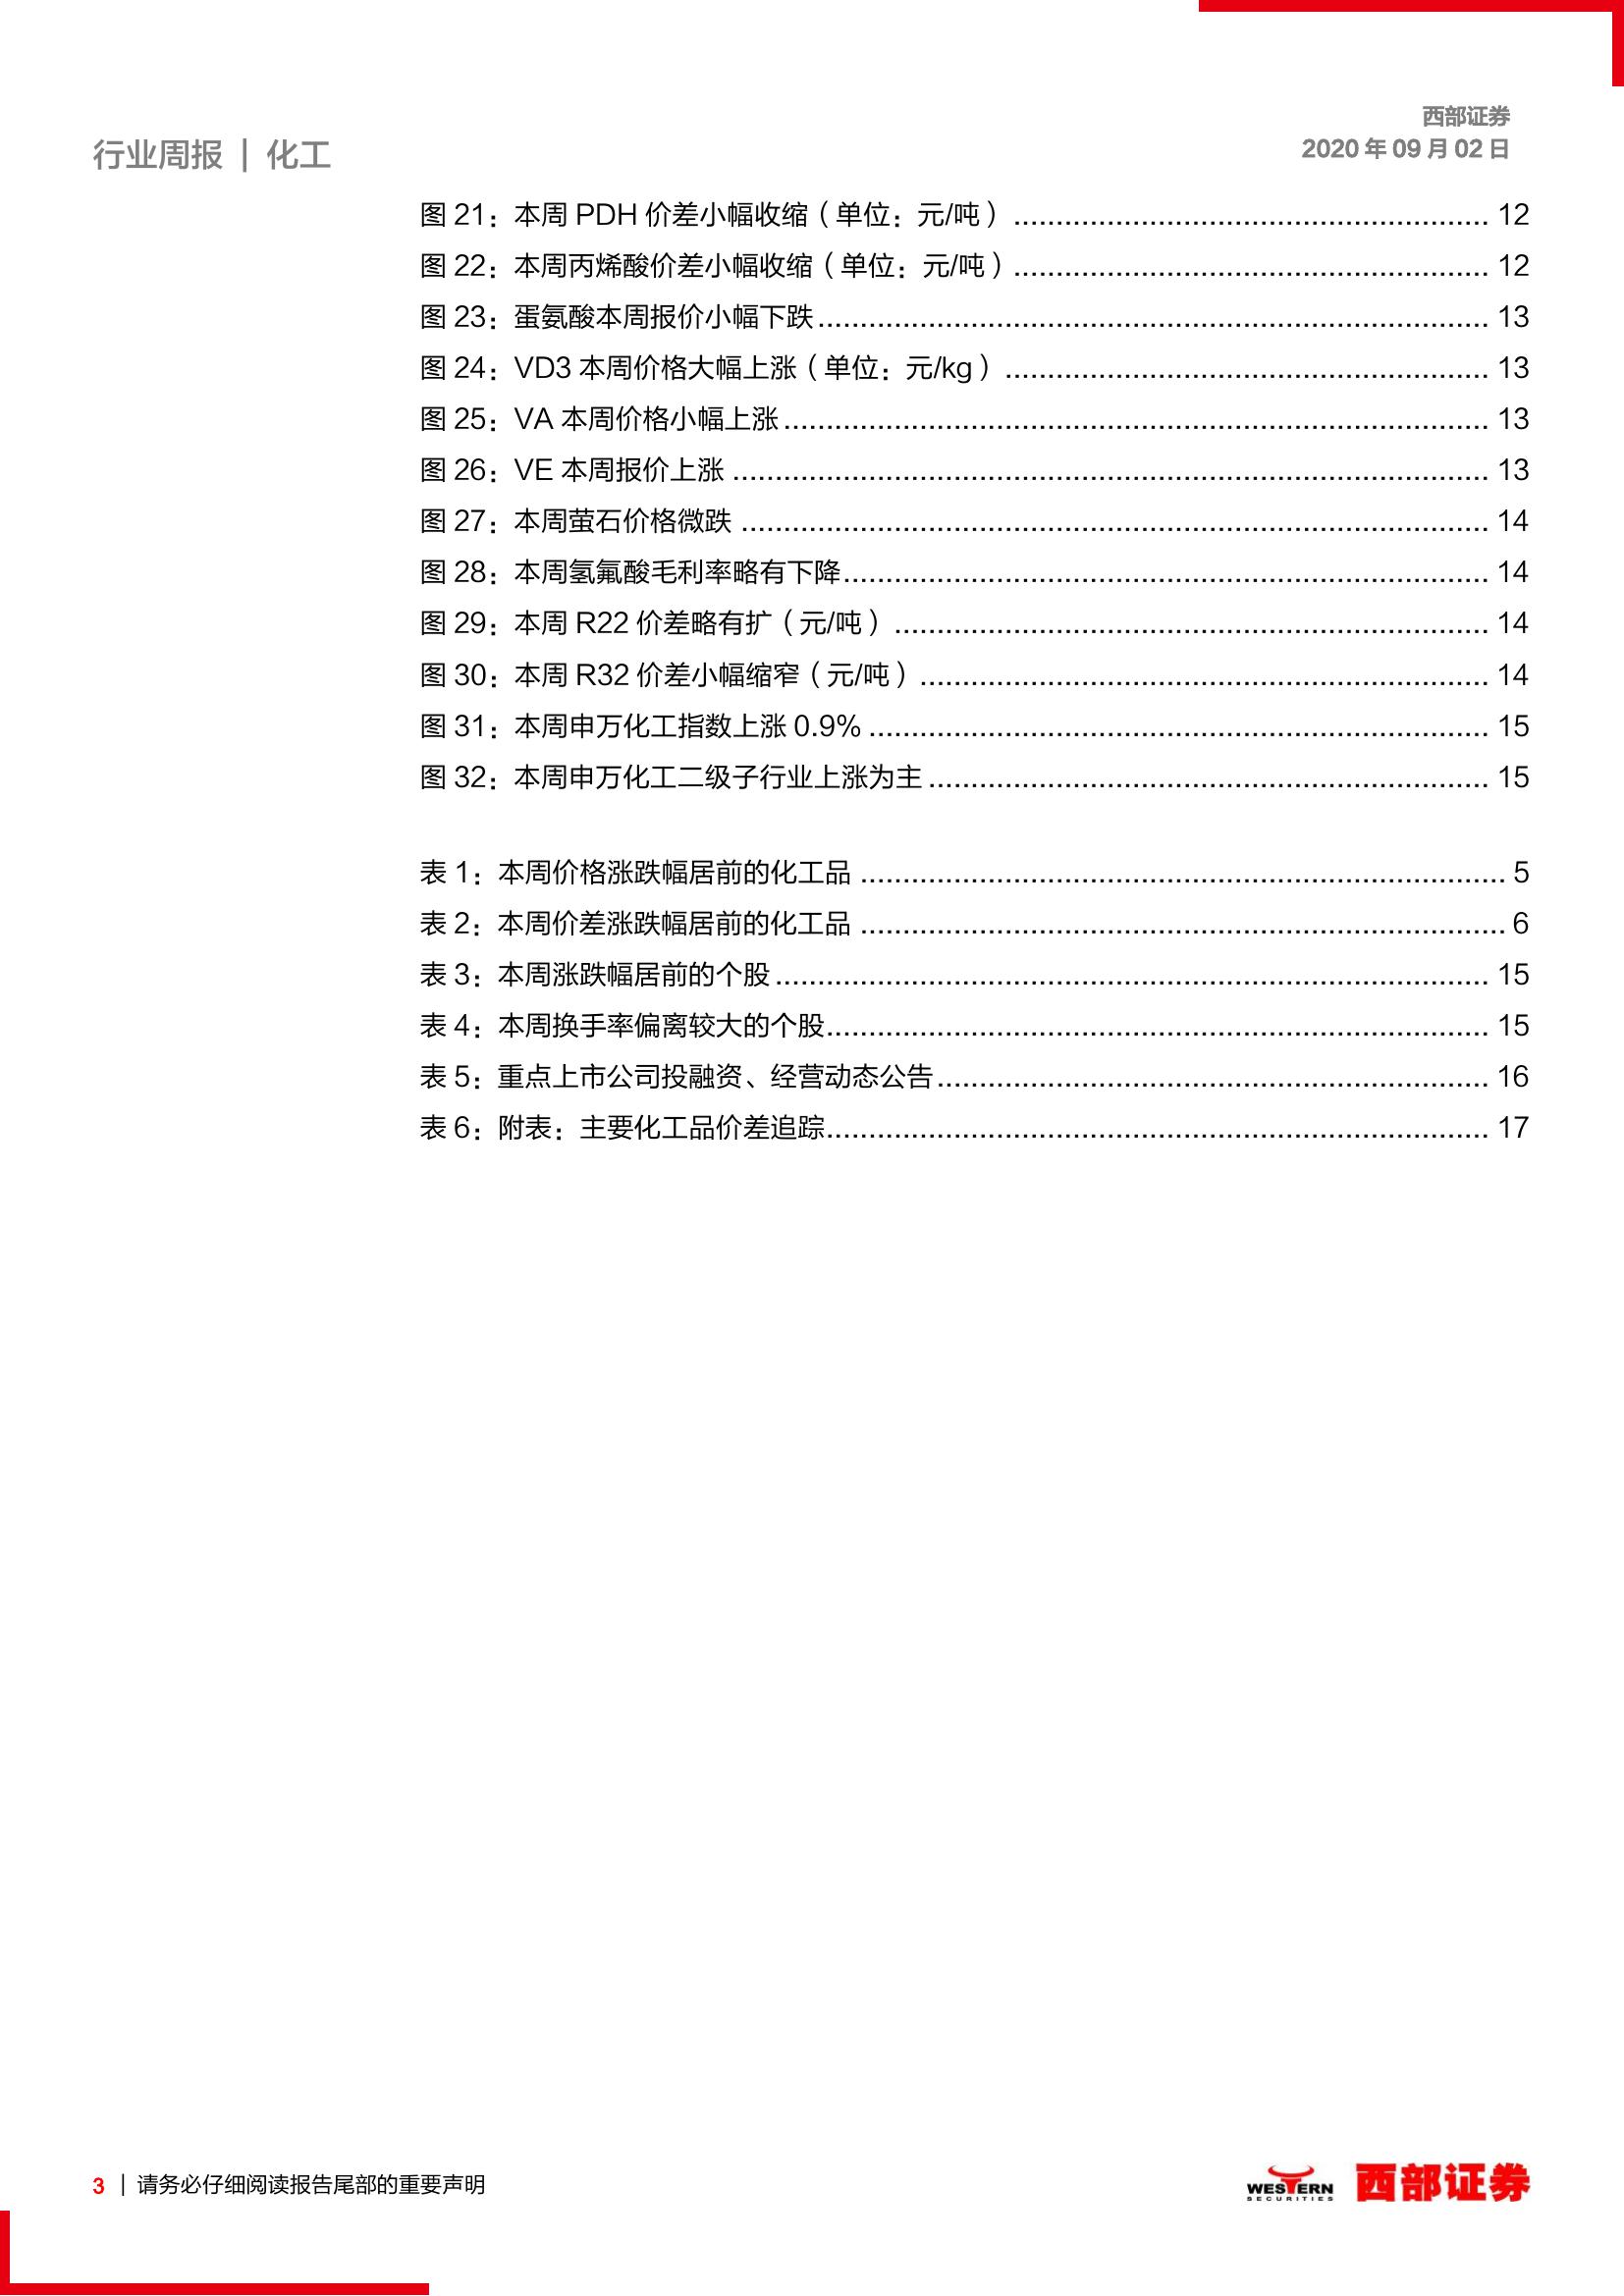 西部证券
行业周报 | 化工
2020 年 09 月 02 日
图 21：本周 PDH 价差小幅收缩（单位：元/吨） 12
图 22：本周丙烯酸价差小幅收缩（单位：元/吨） 12
图 23：蛋氨酸本周报价小幅下跌 13
图 24：VD3 本周价格大幅上涨（单位：元/kg） 13
图 25：VA 本周价格小幅上涨 13
图 26：VE 本周报价上涨 13
图 27：本周萤石价格微跌 14
图 28：本周氢氟酸毛利率略有下降 14
图 29：本周 R22 价差略有扩（元/吨） 14
图 30：本周 R32 价差小幅缩窄（元/吨） 14
图 31：本周申万化工指数上涨 0.9% 15
图 32：本周申万化工二级子行业上涨为主 15
表 1：本周价格涨跌幅居前的化工品 5
表 2：本周价差涨跌幅居前的化工品 6
表 3：本周涨跌幅居前的个股 15
表 4：本周换手率偏离较大的个股 15
表 5：重点上市公司投融资、经营动态公告 16
表 6：附表：主要化工品价差追踪 17
3 | 请务必仔细阅读报告尾部的重要声明
WESTERN
SECURITIES
西部证券